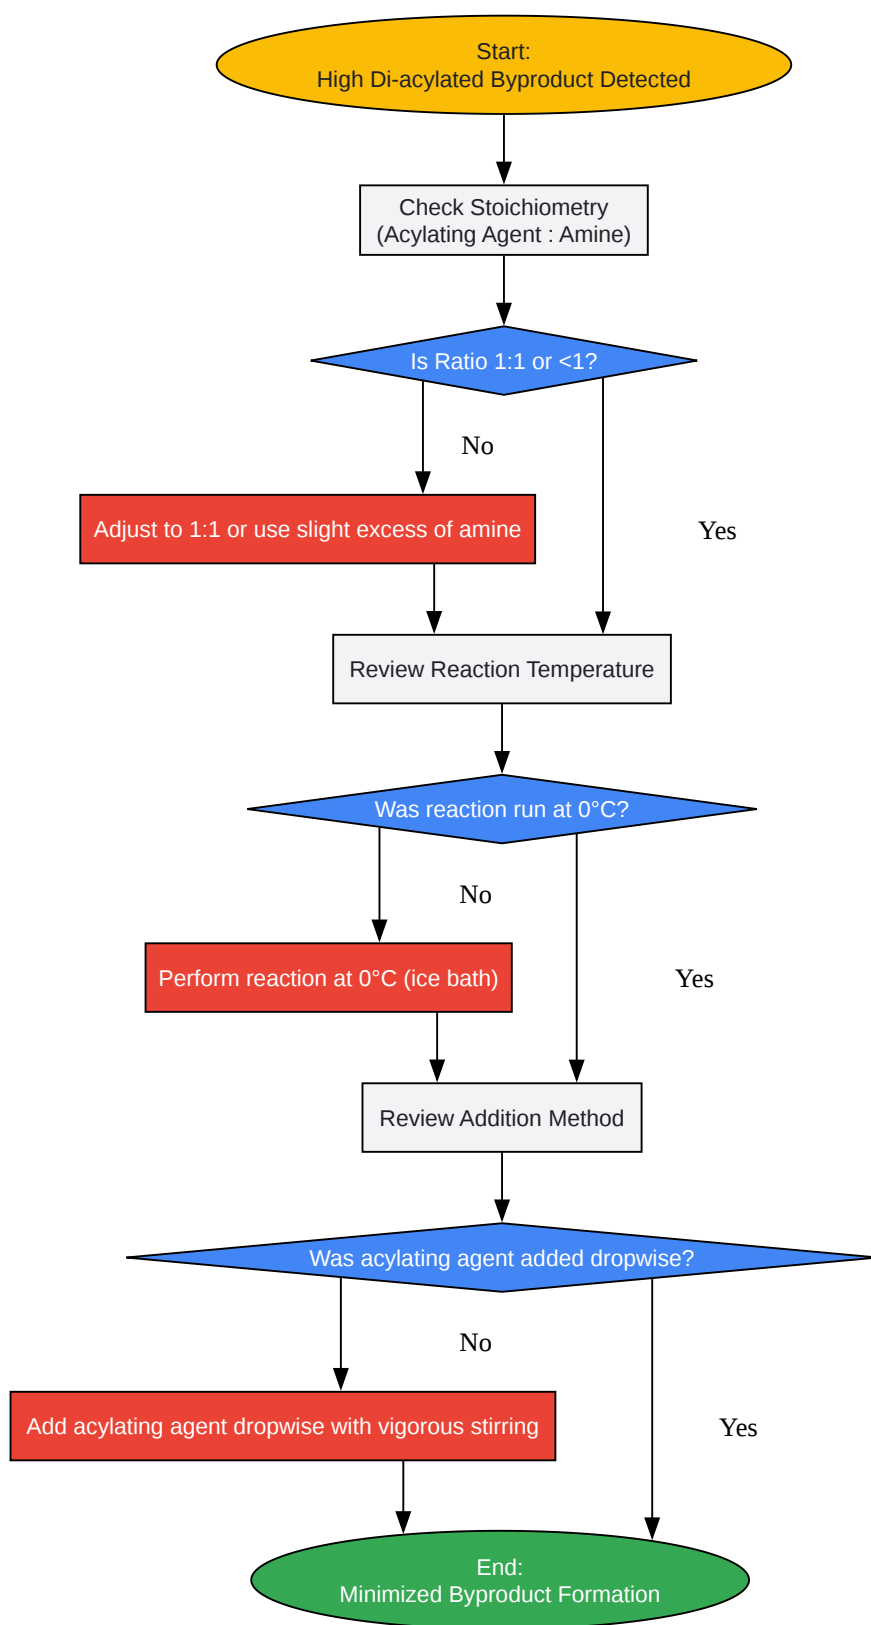 Start:
High Di-acylated Byproduct Detected
Check Stoichiometry
(Acylating Agent : Amine)
Is Ratio 1:1 or <1?
No
Adjust to 1:1 or use slight excess of amine
Yes
Review Reaction Temperature
Was reaction run at 0°C?
No
Perform reaction at 0°C (ice bath)
Yes
Review Addition Method
Was acylating agent added dropwise?
No
Add acylating agent dropwise with vigorous stirring
Yes
End:
Minimized Byproduct Formation